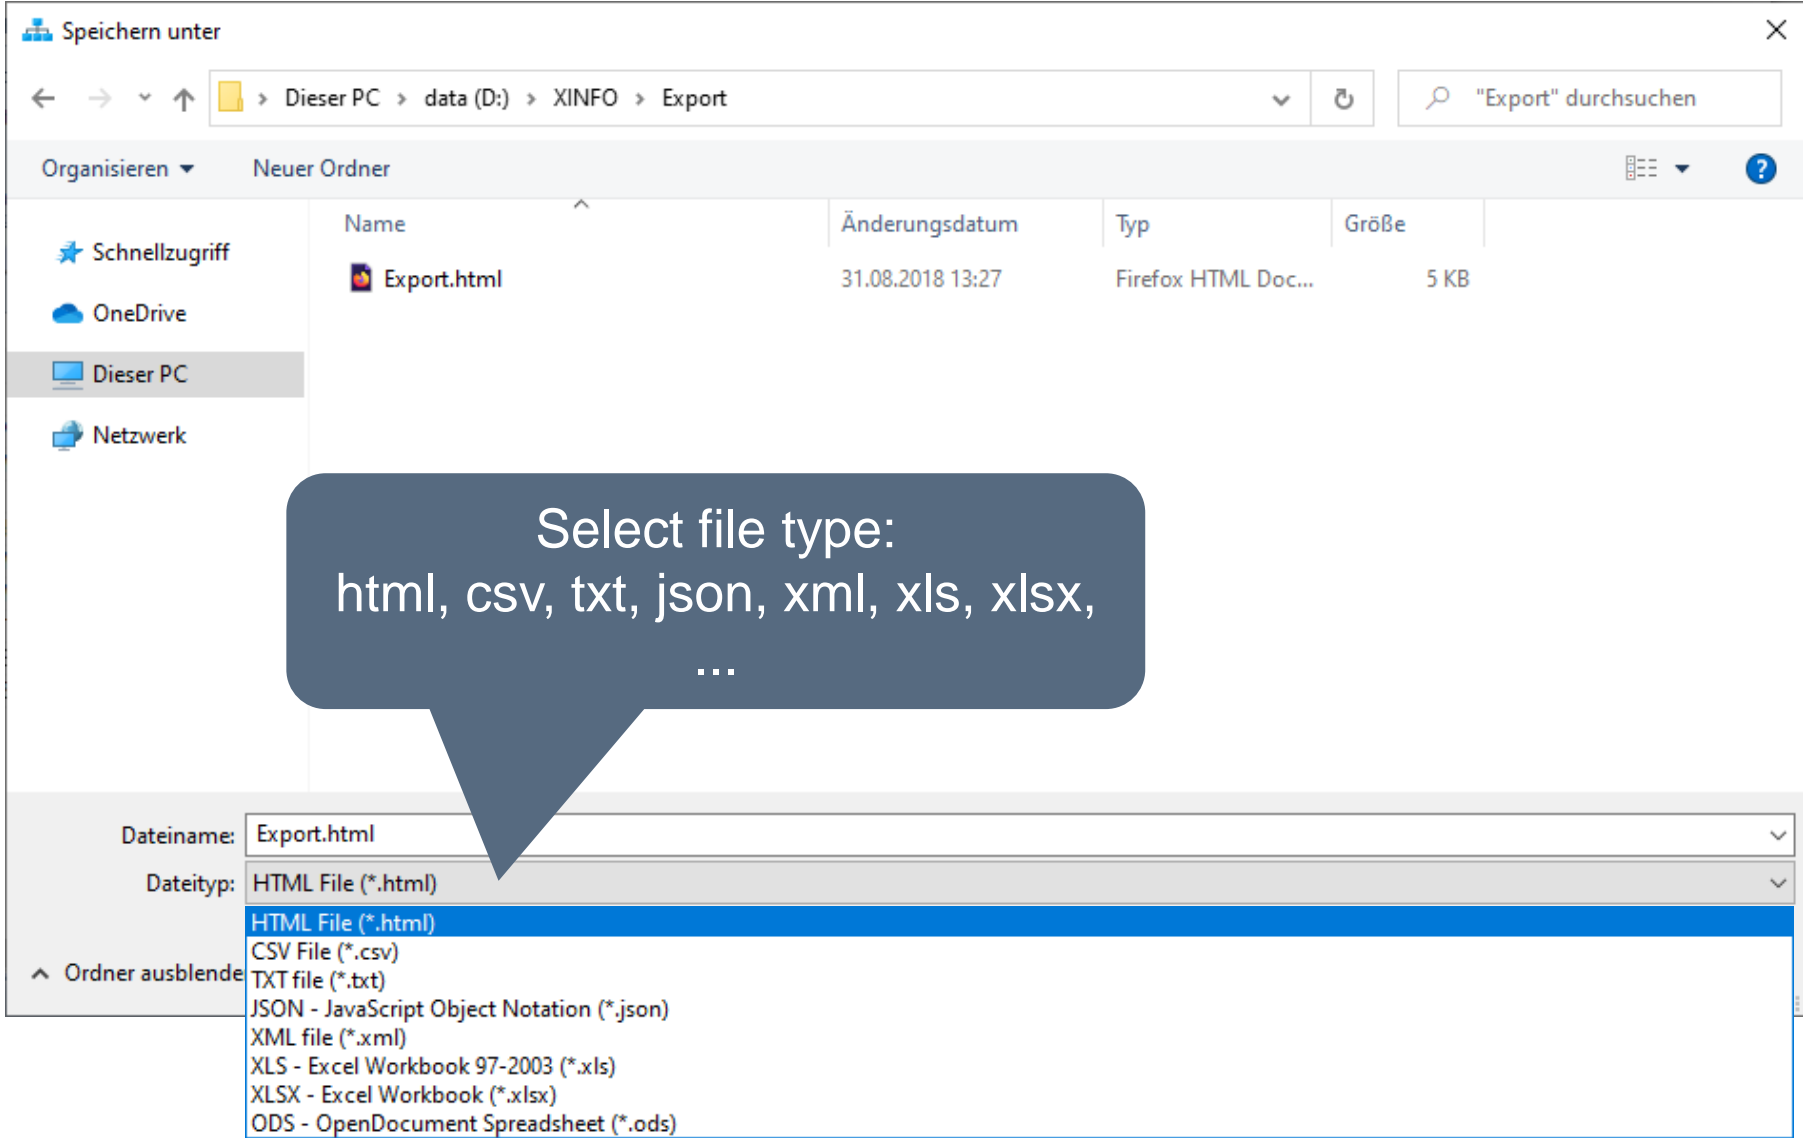 Speichern unter
Dieser PC > data (D:) > XINFO > Export
"Export" durchsuchen
Organisieren
Neuer Ordner
Name
Änderungsdatum
Typ
Größe
Schnellzugriff
Export.html
31.08.2018 13:27
Firefox HTML Doc...
5 KB
OneDrive
Dieser PC
Netzwerk
Select file type:
html, csv, txt, json, xml, xls, xlsx,
...
Dateiname: Export.html
Dateityp: HTML File (*.html)
HTML File (*.html)
CSV File (*.csv)
Ordner ausblende
TXT file (*.txt)
JSON - JavaScript Object Notation (*.json)
XML file (*.xml)
XLS - Excel Workbook 97-2003 (*.xls)
XLSX - Excel Workbook (*.xlsx)
ODS - OpenDocument Spreadsheet (*.ods)